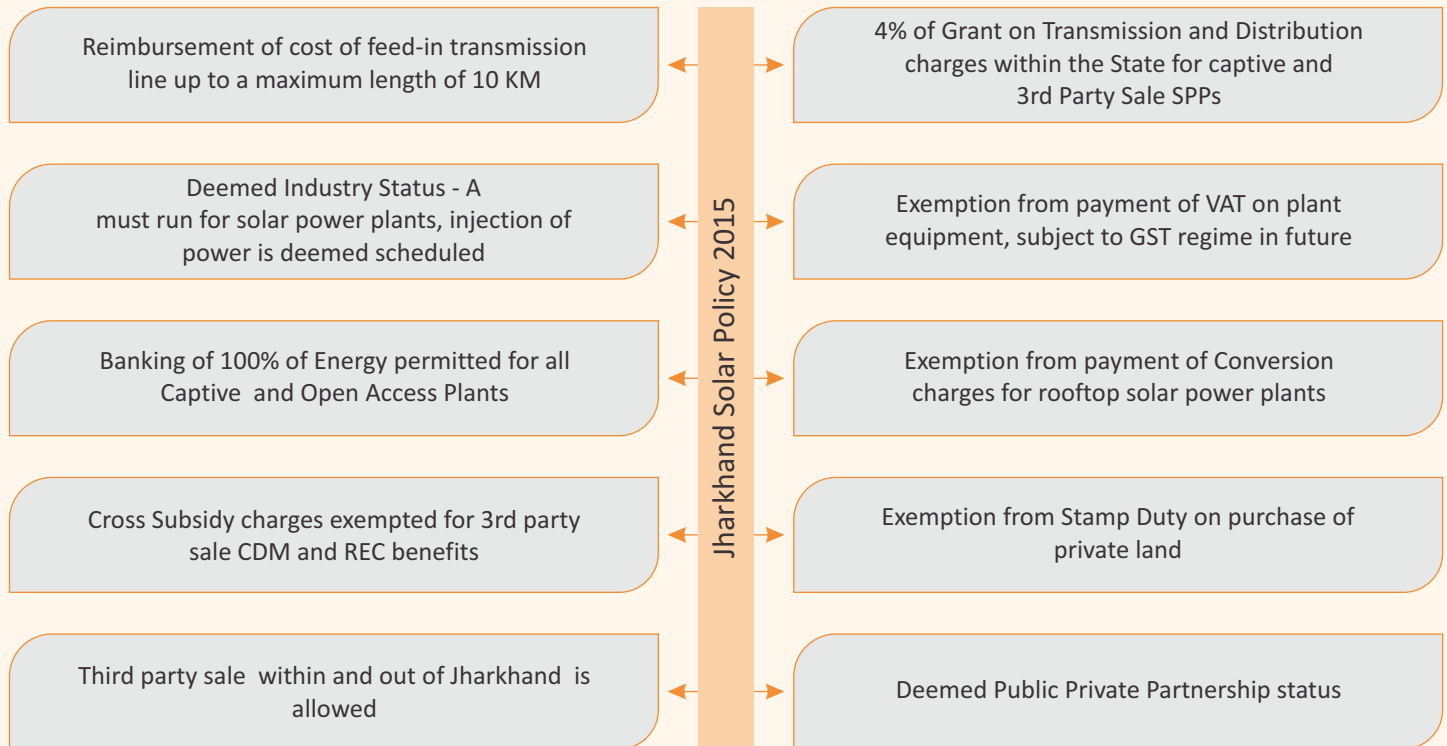 Reimbursement of cost of feed-in transmission
line up to a maximum length of 10 KM
4% of Grant on Transmission and Distribution
charges within the State for captive and
3rd Party Sale SPPs
Deemed Industry Status - A
must run for solar power plants, injection of
power is deemed scheduled
Exemption from payment of VAT on plant
equipment, subject to GST regime in future
Jharkhand Solar Policy 2015
Banking of 100% of Energy permitted for all
Captive and Open Access Plants
Exemption from payment of Conversion
charges for rooftop solar power plants
Cross Subsidy charges exempted for 3rd party
sale CDM and REC benefits
Exemption from Stamp Duty on purchase of
private land
Third party sale within and out of Jharkhand is
allowed
Deemed Public Private Partnership status